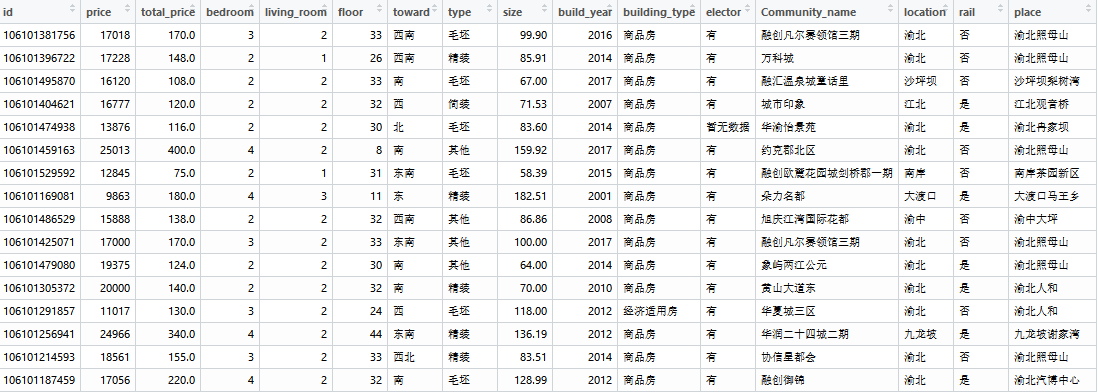 id price total_price bedroom living_room floor toward type size build_year building_type elector Community_name location rail place
106101381756 17018 170.0 3 2 33 西南 毛坯 99.90 2016 商品房 有 融创凡尔赛领馆三期 渝北 否 渝北照母山
106101396722 17228 148.0 2 1 26 西南 精装 85.91 2014 商品房 有 万科城 渝北 否 渝北照母山
106101495870 16120 108.0 2 2 33 南 毛坯 67.00 2017 商品房 有 融汇温泉城童话里 沙坪坝 否 沙坪坝梨树湾
106101404621 16777 120.0 2 2 32 西 简装 71.53 2007 商品房 有 城市印象 江北 是 江北观音桥
106101474938 13876 116.0 2 2 30 北 毛坯 83.60 2014 商品房 暂无数据 华渝怡景苑 渝北 是 渝北冉家坝
106101459163 25013 400.0 4 2 8 南 其他 159.92 2017 商品房 有 约克郡北区 渝北 否 渝北照母山
106101529592 12845 75.0 2 1 31 东南 毛坯 58.39 2015 商品房 有 融创欧麓花园城剑桥郡一期 南岸 否 南岸茶园新区
106101169081 9863 180.0 4 3 11 东 精装 182.51 2001 商品房 有 朵力名都 大渡口 是 大渡口马王乡
106101486529 15888 138.0 2 2 32 西南 其他 86.86 2008 商品房 有 旭庆江湾国际花都 渝中 否 渝中大坪
106101425071 17000 170.0 3 2 33 东南 其他 100.00 2017 商品房 有 融创凡尔赛领馆三期 渝北 否 渝北照母山
106101479080 19375 124.0 2 2 30 南 其他 64.00 2014 商品房 有 象屿两江公元 渝北 是 渝北照母山
106101305372 20000 140.0 2 2 32 南 精装 70.00 2010 商品房 有 黄山大道东 渝北 是 渝北人和
106101291857 11017 130.0 3 2 24 西 毛坯 118.00 2012 经济适用房 有 华夏城三区 渝北 否 渝北人和
106101256941 24966 340.0 4 2 44 东南 精装 136.19 2012 商品房 有 华润二十四城二期 九龙坡 是 九龙坡谢家湾
106101214593 18561 155.0 3 2 33 西北 精装 83.51 2014 商品房 有 协信星都会 渝北 否 渝北照母山
106101187459 17056 220.0 4 2 32 南 毛坯 128.99 2012 商品房 有 融创御锦 渝北 是 渝北汽博中心